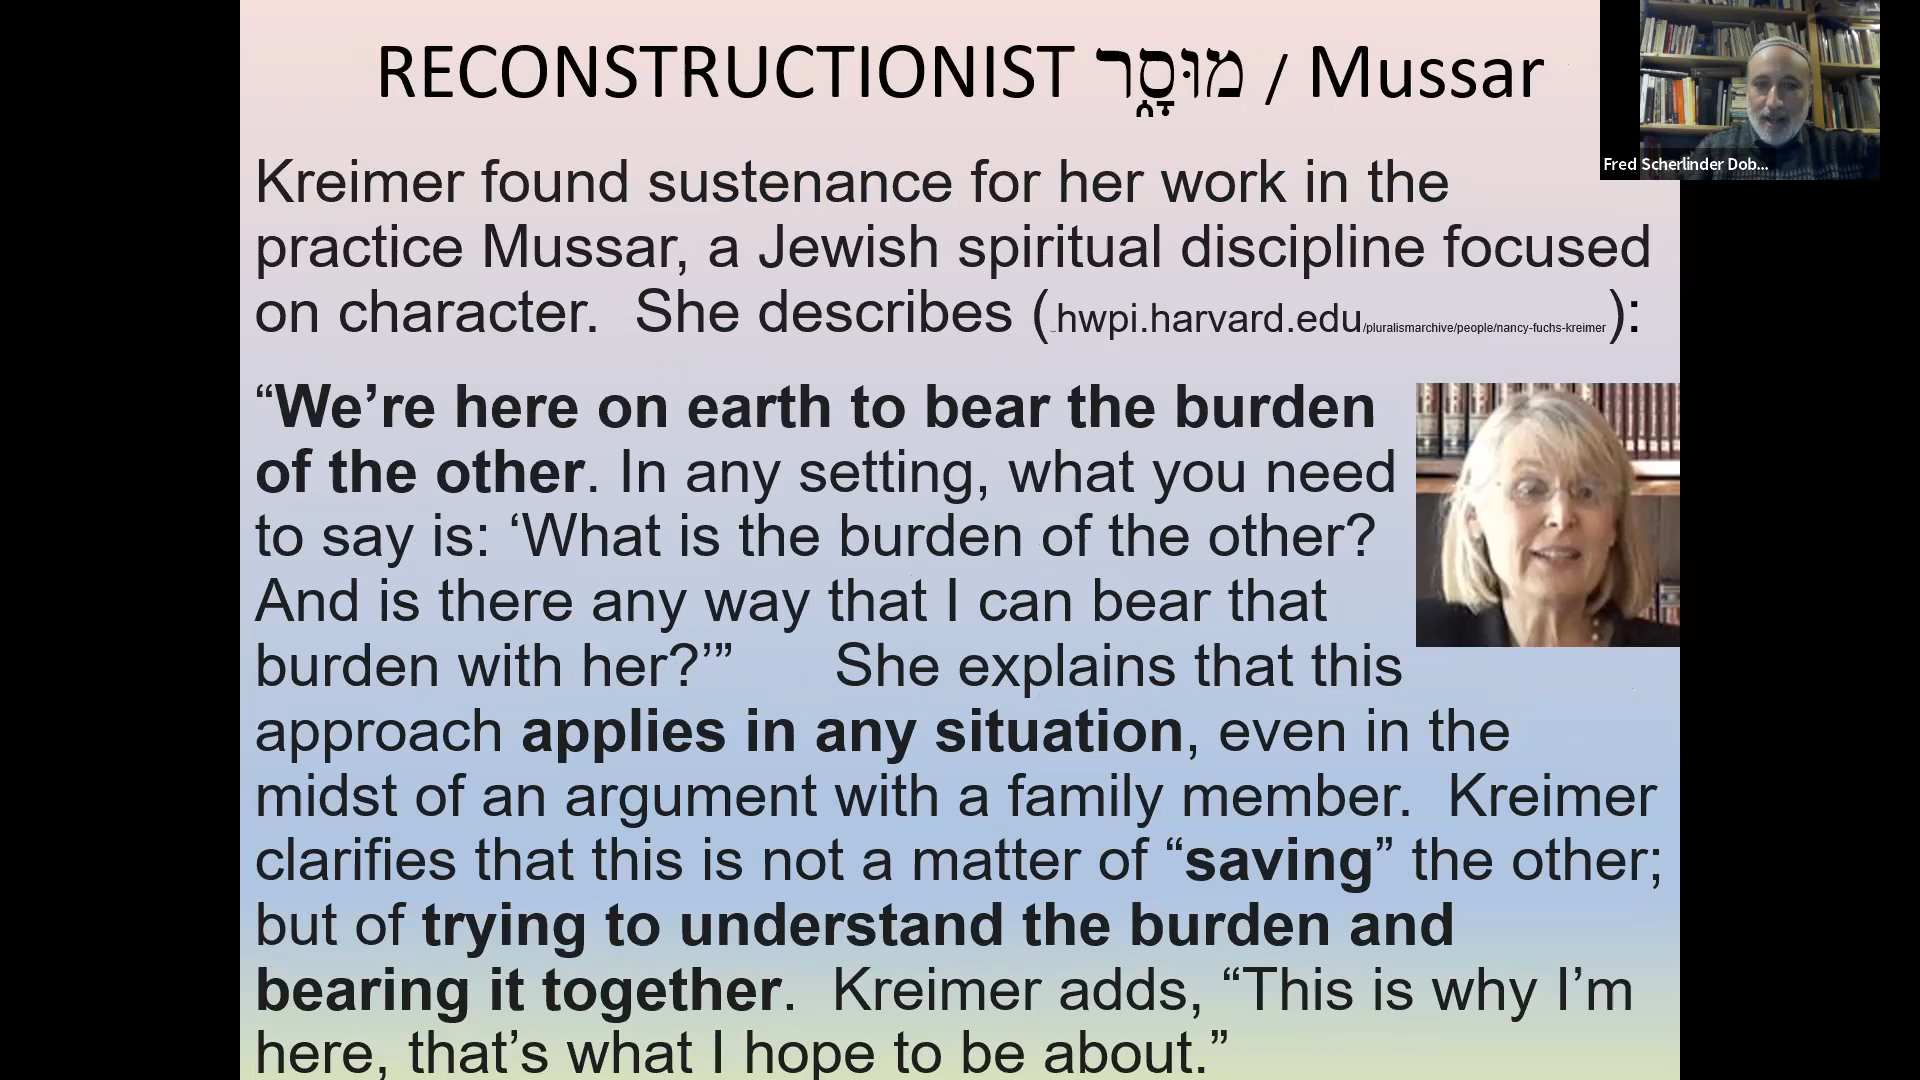 RECONSTRUCTIONIST מוּסָ֑ר / Mussar
Fred Scherlinder Dob...
Kreimer found sustenance for her work in the
practice Mussar, a Jewish spiritual discipline focused
on character.  She describes (hwpi.harvard.edu/pluralismarchive/people/nancy-fuchs-kreimer):
“We’re here on earth to bear the burden
of the other. In any setting, what you need
to say is: ‘What is the burden of the other?
And is there any way that I can bear that
burden with her?’”    She explains that this
approach applies in any situation, even in the
midst of an argument with a family member.  Kreimer
clarifies that this is not a matter of “saving” the other;
but of trying to understand the burden and
bearing it together.  Kreimer adds, “This is why I’m
here, that’s what I hope to be about.”